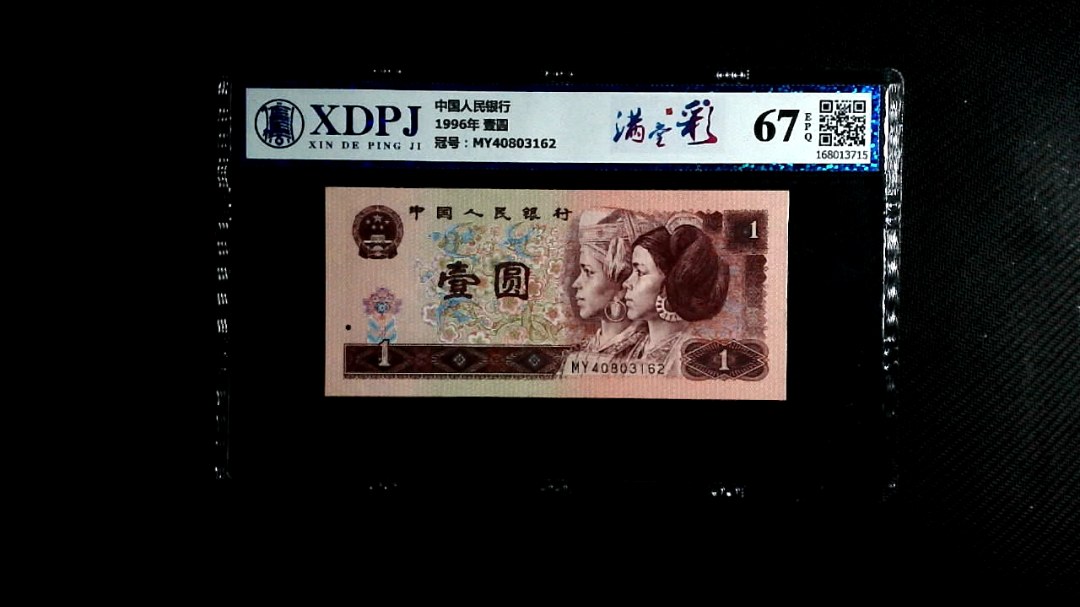 XDPJ
XIN DE PING JI
中国人民银行
1996年 壹圆
冠号：MY40803162
满堂彩
67
EPQ
168013715
中国人民银行
1
壹圆
1
MY40803162
1